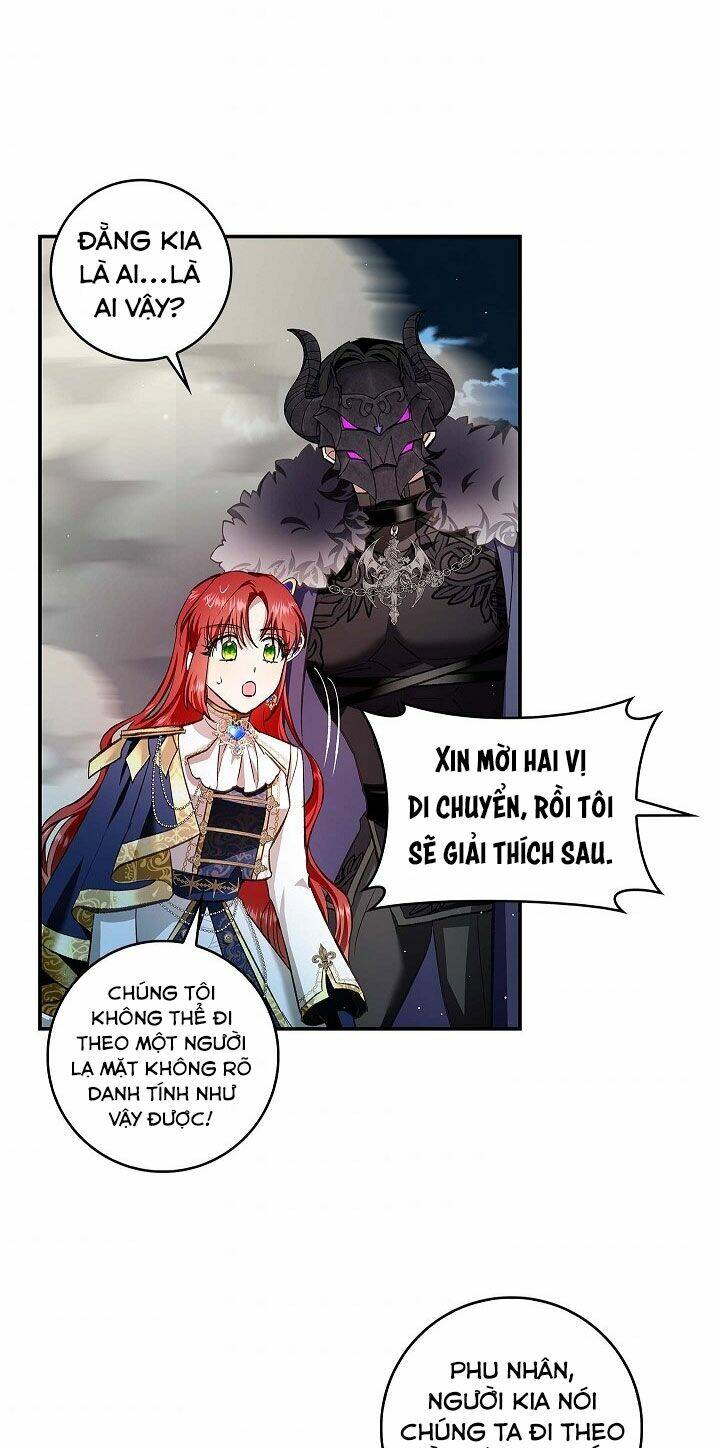 ĐẰNG KIA
LÀ AI...LÀ
AI VẬY?
XIN MỜI HAI VỊ
DI CHUYỂN, RỒI TÔI
SẼ GIẢI THÍCH SAU.
CHÚNG TÔI
KHÔNG THỂ ĐI
THEO MỘT NGƯỜI
LẠ MẶT KHÔNG RÕ
DANH TÍNH NHƯ
VẬY ĐƯỢC!
PHU NHÂN,
NGƯỜI KIA NÓI
CHÚNG TA ĐI THEO